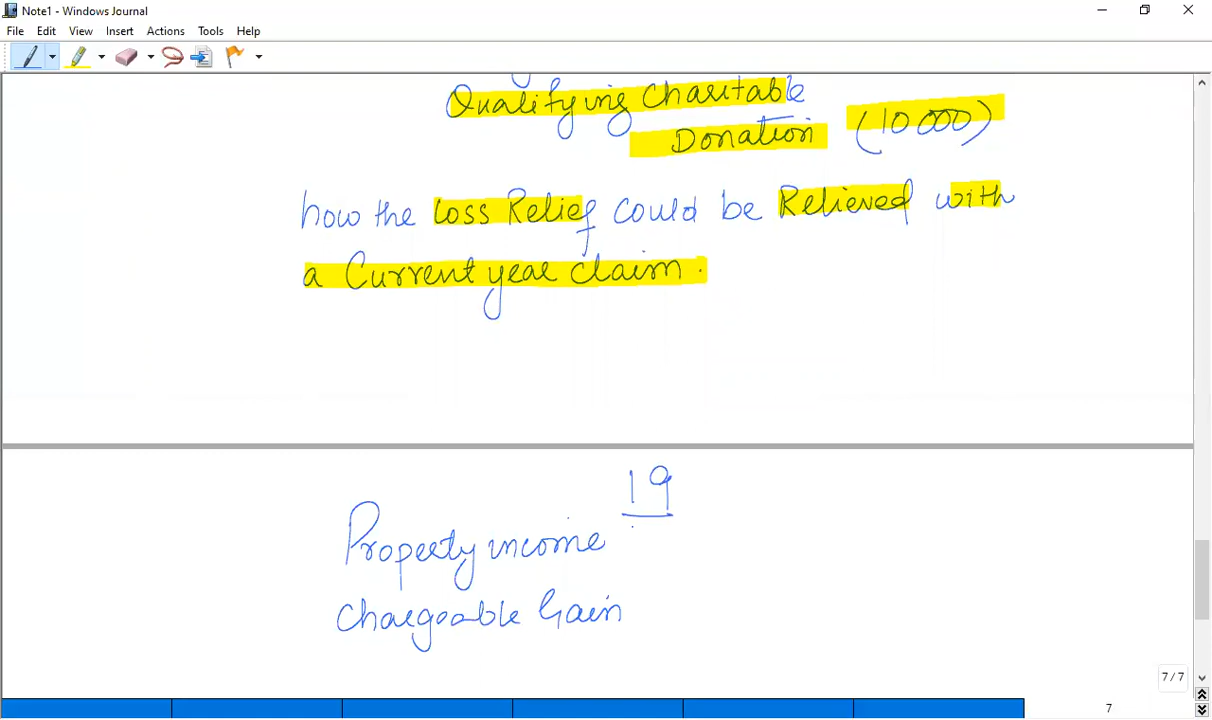 Note1 - Windows Journal
File Edit View Insert Actions Tools Help
Qualifying Charitable
Donation (10000)
how the Loss Relief could be Relieved with
a Current year claim.
19
Property income
Chargeable Gain
7 / 7
7